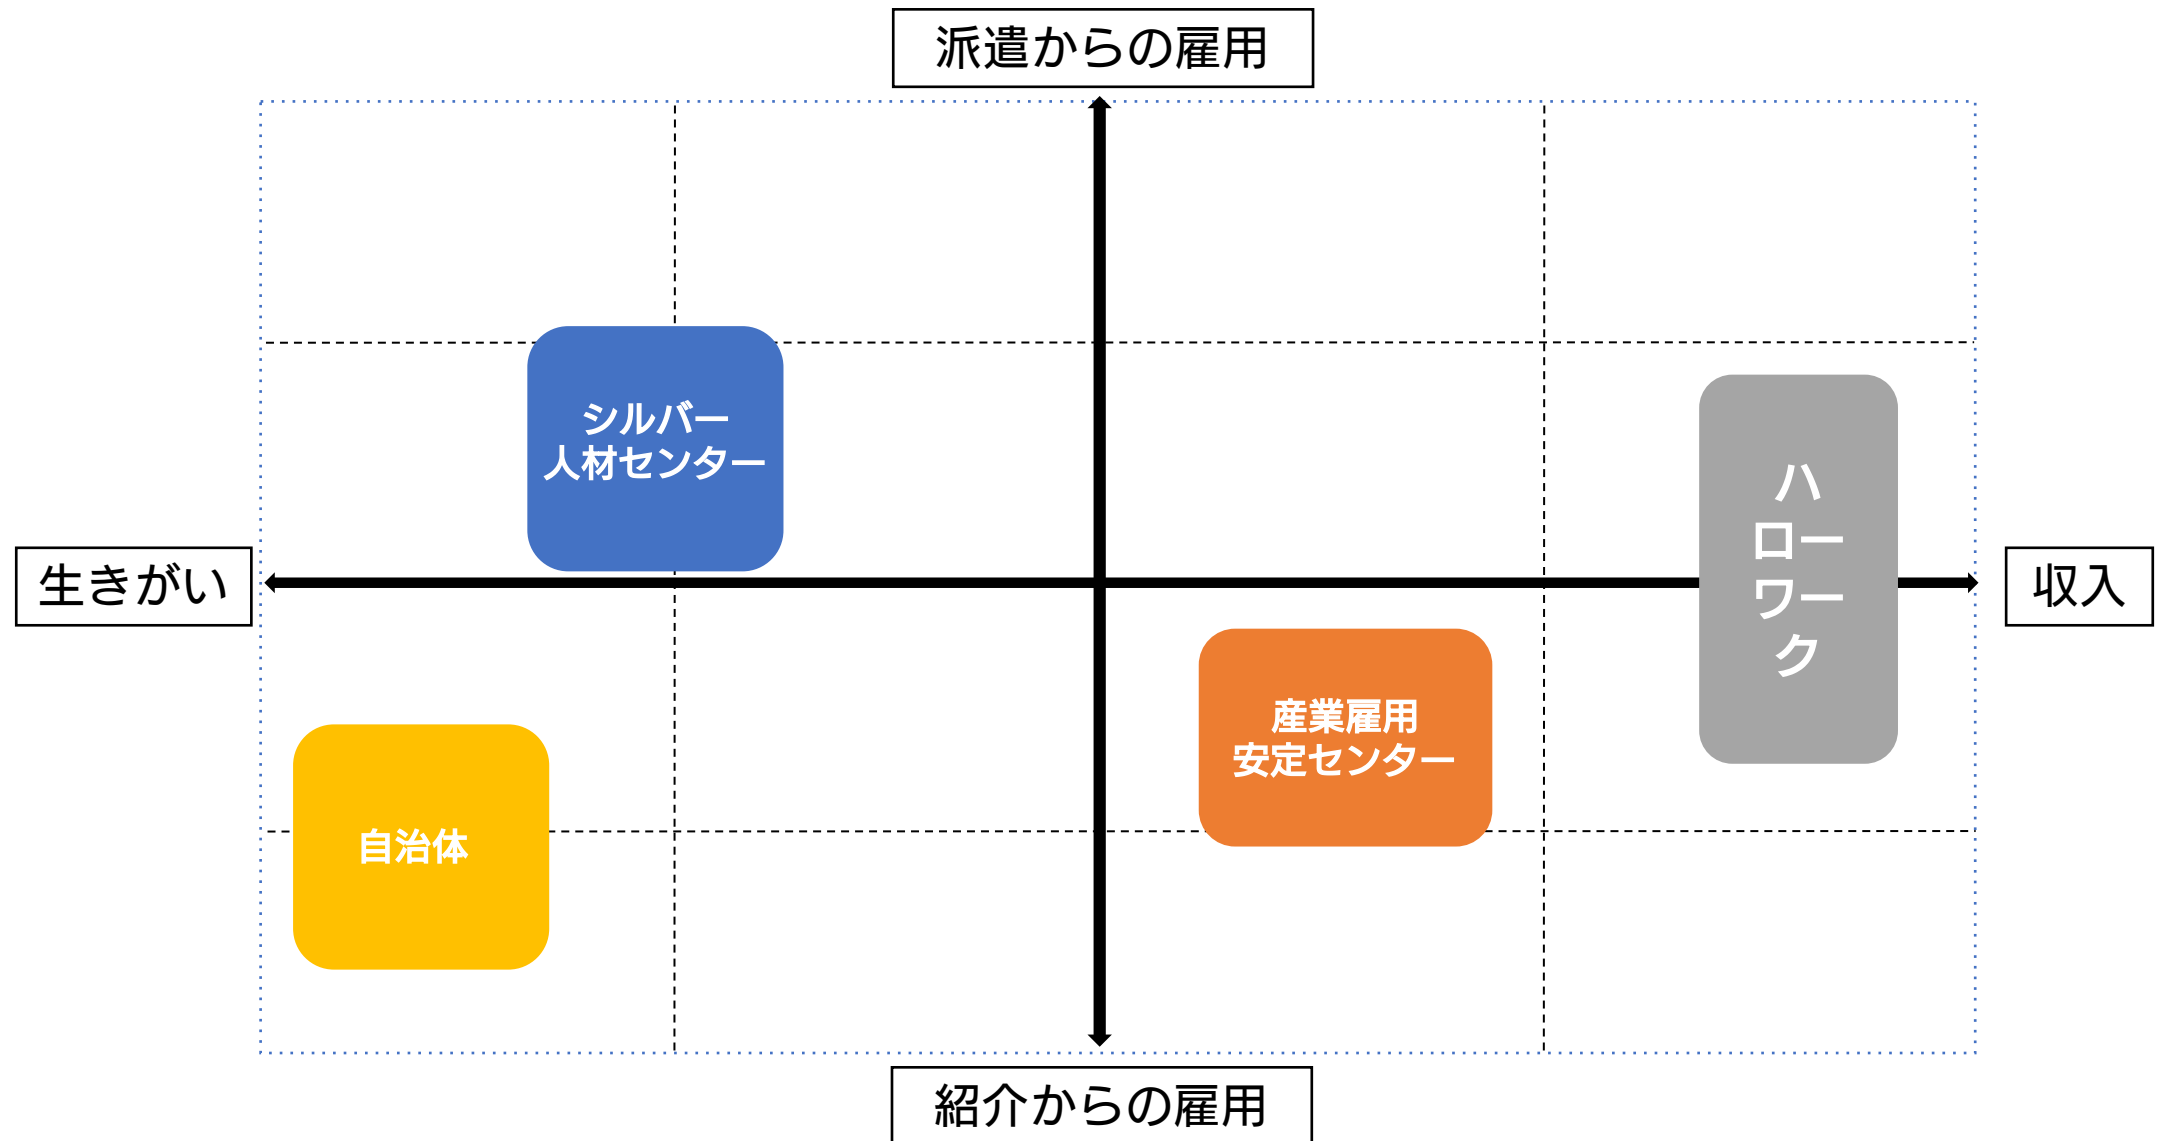 派遣からの雇用
シルバー
人材センター
ハ
ロー
ワー
ク
生きがい
収入
産業雇用
安定センター
自治体
紹介からの雇用